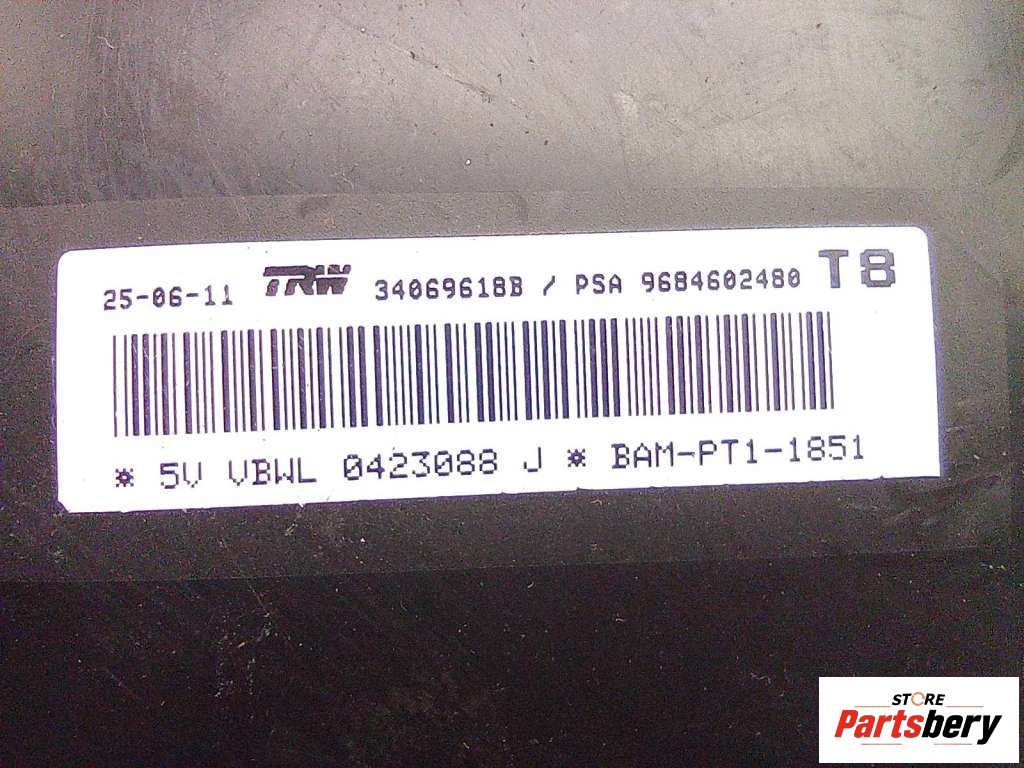 25-06-11 TRW 34069618B / PSA 9684602480 T8
* 5V VBWL 0423088 J * BAM-PT1-1851
STORE
Partsbery